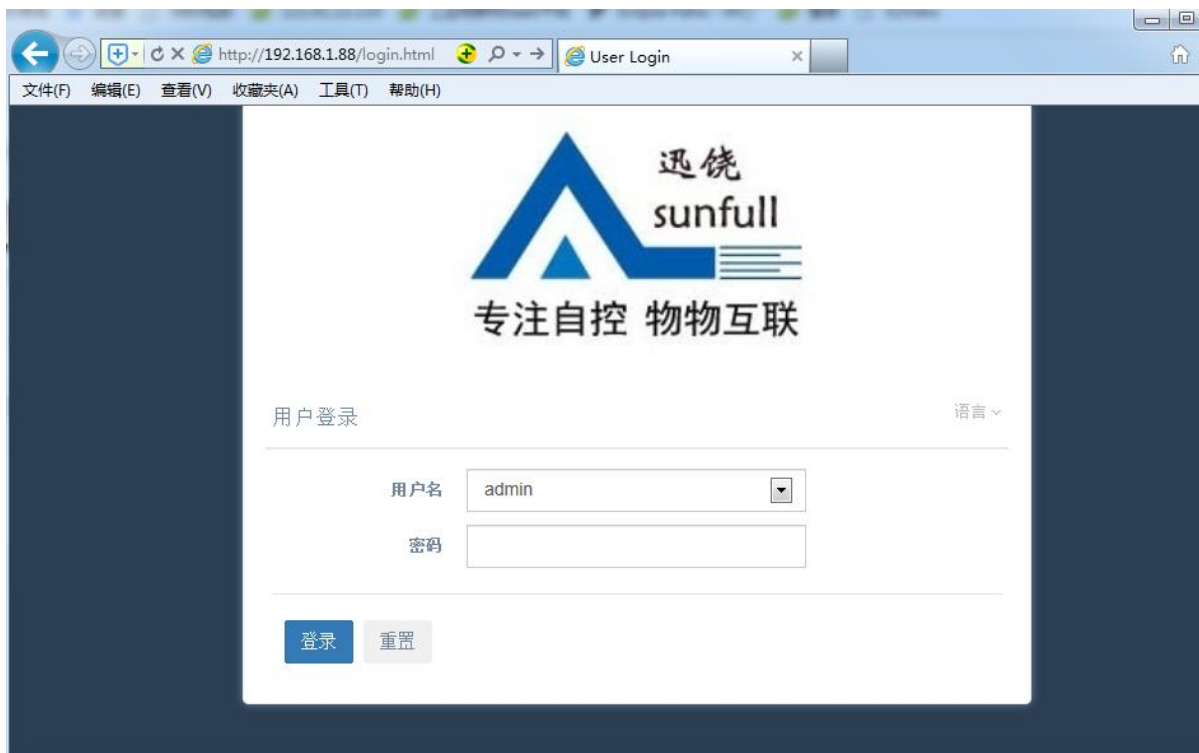 http://192.168.1.88/login.html
User Login
文件(F) 编辑(E) 查看(V) 收藏夹(A) 工具(T) 帮助(H)
迅饶
sunfull
专注自控 物物互联
用户登录
语言
用户名
admin
密码
登录
重置